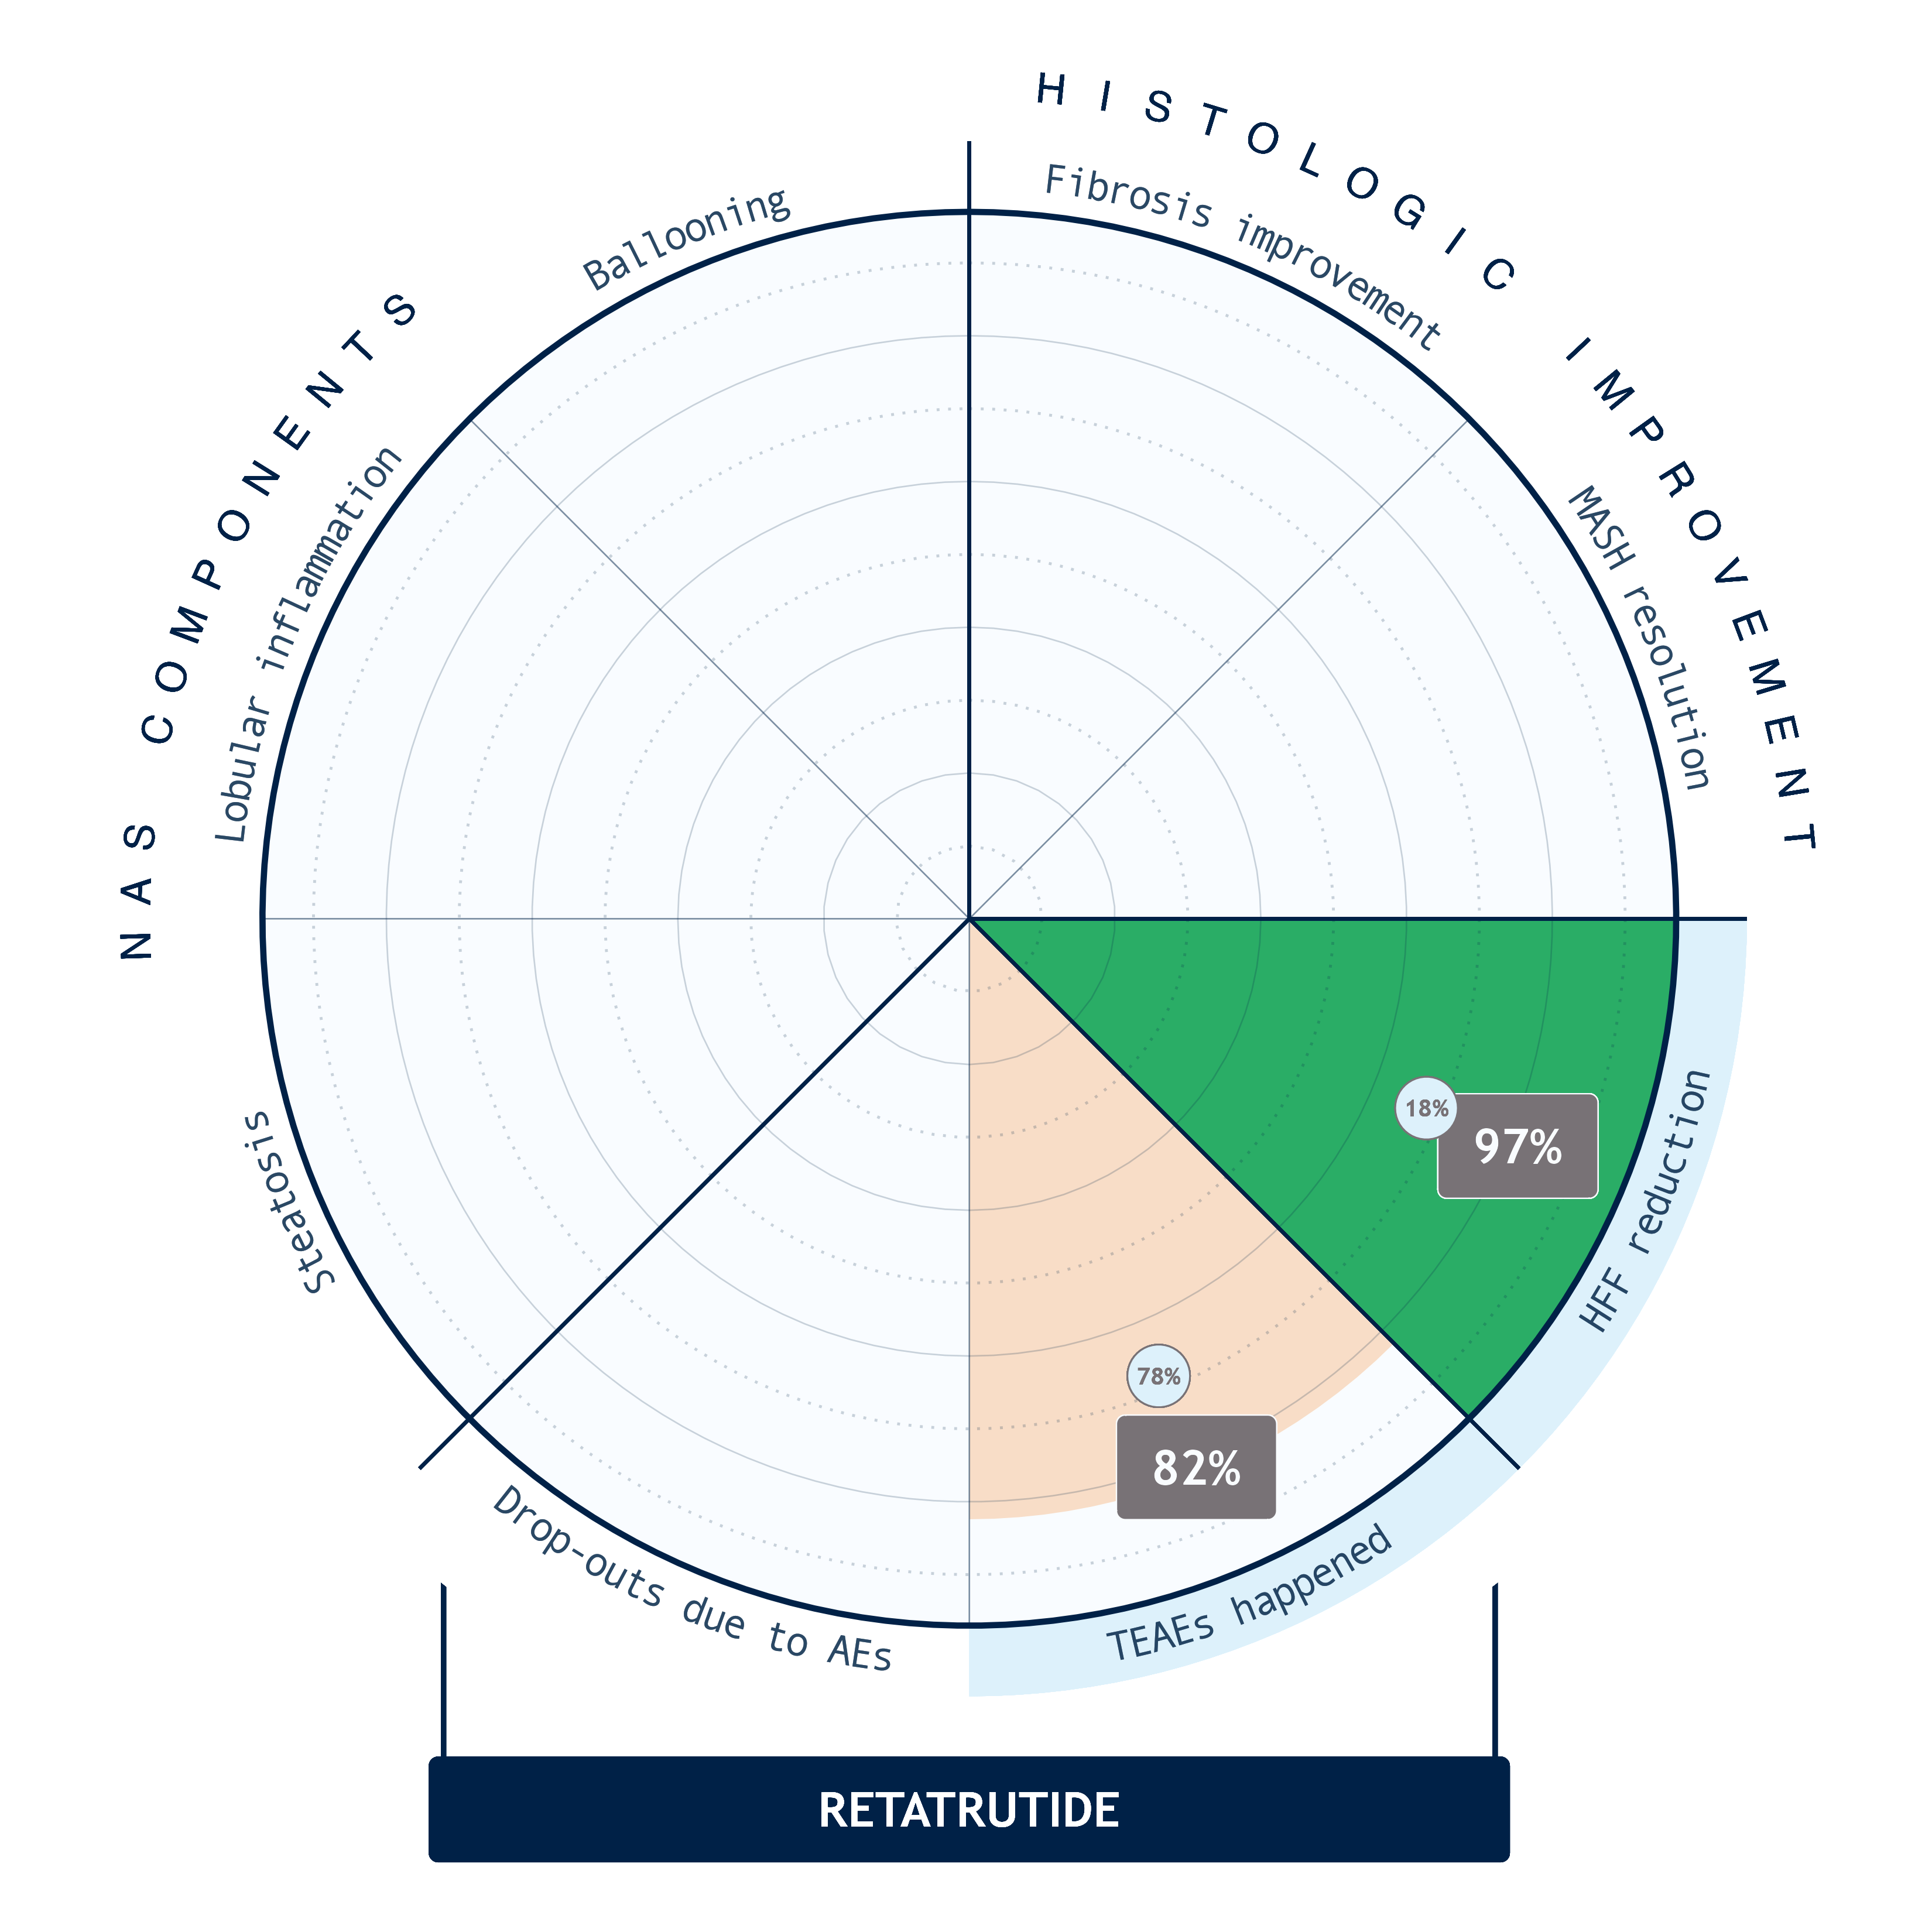 HISTOLOGIC IMPROVEMENT
Fibrosis improvement
MASH resolution
HFF reduction
18%
97%
TEAEs happened
78%
82%
Drop-outs due to AEs
Steatosis
Lobular inflammation
Ballooning
NAS COMPONENTS
RETATRUTIDE